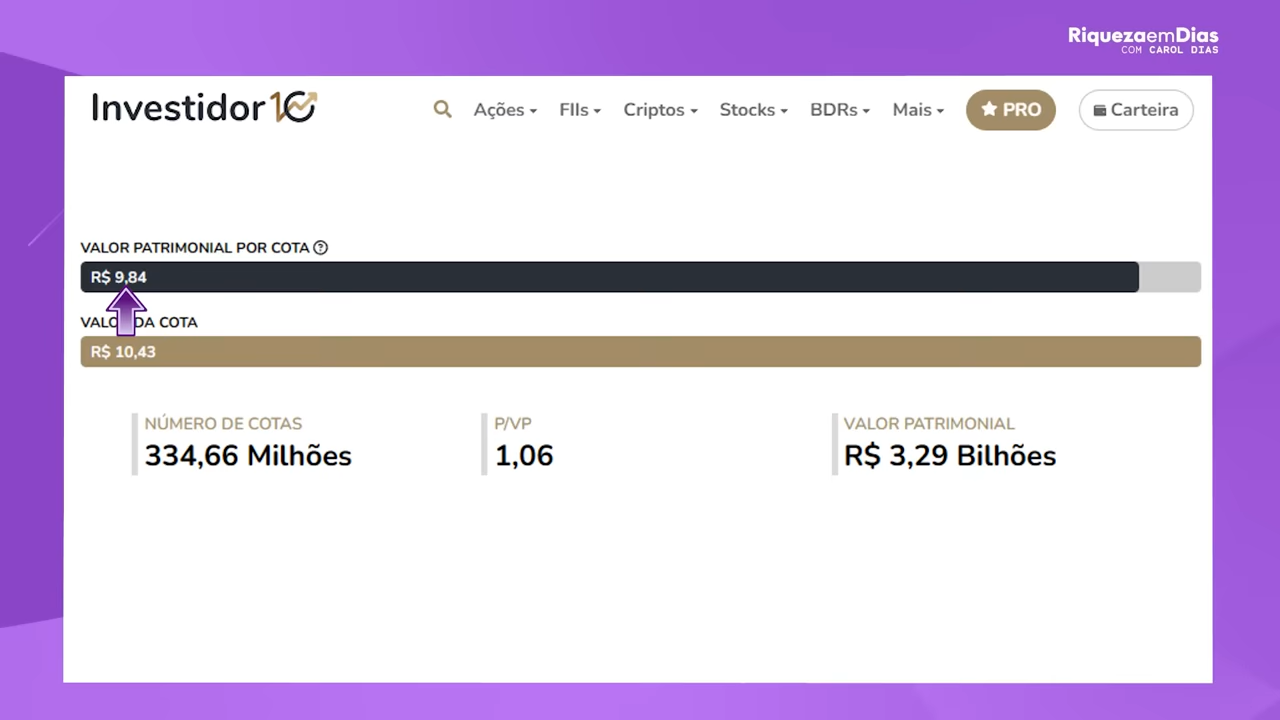 RiquezaemDias
COM CAROL DIAS
Investidor10
Ações FIIs Criptos Stocks BDRs Mais PRO Carteira
VALOR PATRIMONIAL POR COTA ?
R$ 9,84
VALOR DA COTA
R$ 10,43
NÚMERO DE COTAS P/VP VALOR PATRIMONIAL
334,66 Milhões 1,06 R$ 3,29 Bilhões